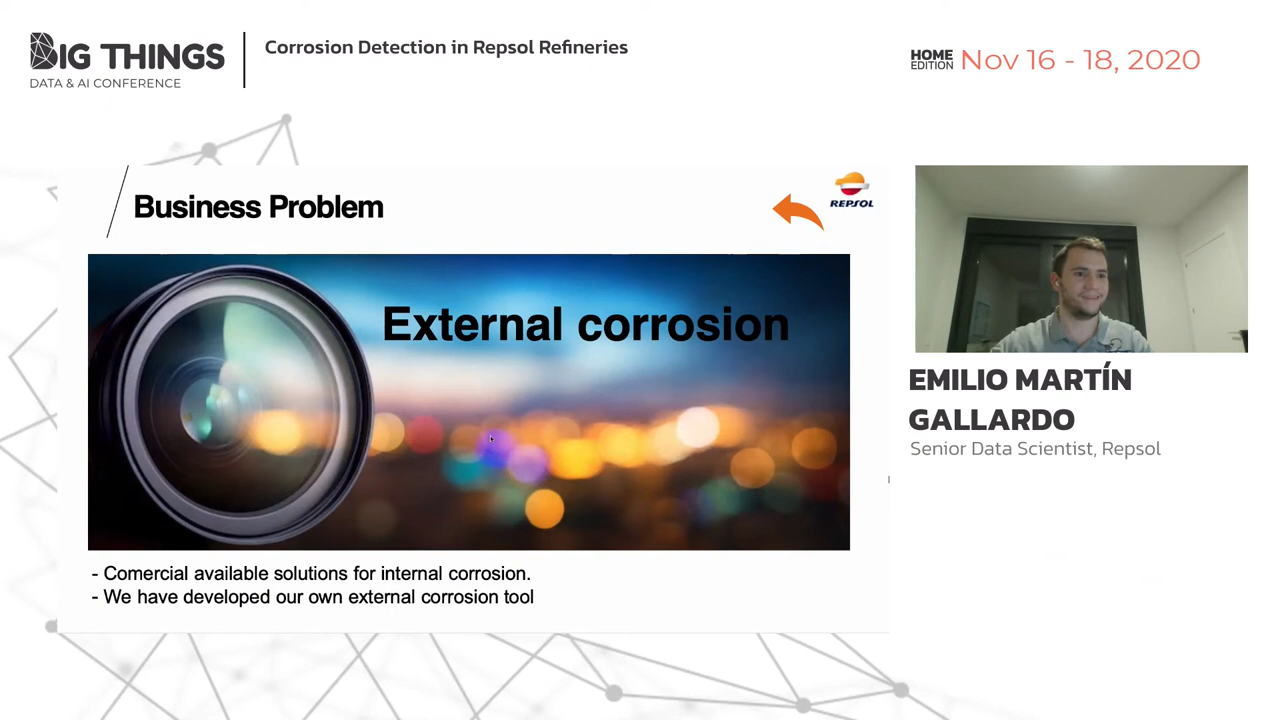 BIG THINGS
DATA & AI CONFERENCE
Corrosion Detection in Repsol Refineries
HOME
EDITION
Nov 16 - 18, 2020
Business Problem
REPSOL
External corrosion
- Comercial available solutions for internal corrosion.
- We have developed our own external corrosion tool
EMILIO MARTÍN
GALLARDO
Senior Data Scientist, Repsol